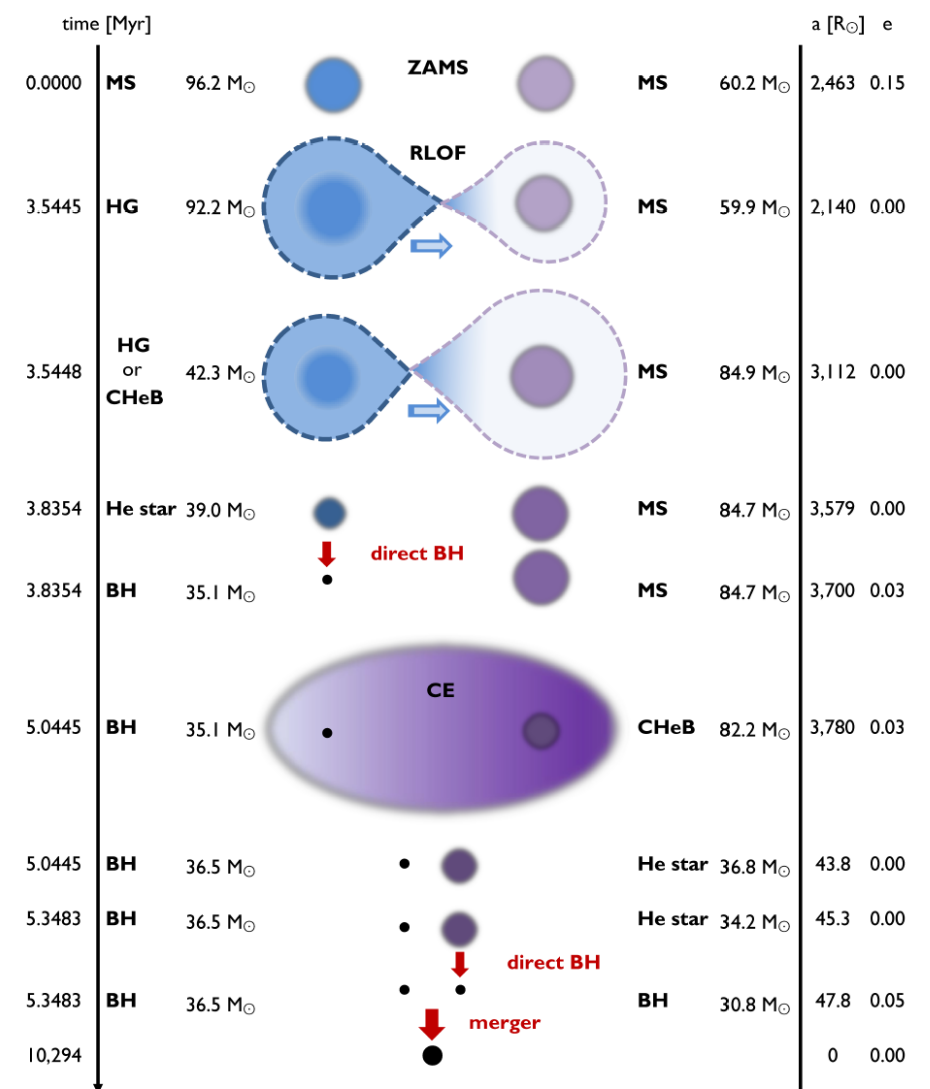 time [Myr] a [R☉] e
ZAMS
0.0000 MS 96.2 M☉ MS 60.2 M☉ 2,463 0.15
RLOF
3.5445 HG 92.2 M☉ MS 59.9 M☉ 2,140 0.00
HG
or
3.5448 42.3 M☉ MS 84.9 M☉ 3,112 0.00
CHeB
3.8354 He star 39.0 M☉ MS 84.7 M☉ 3,579 0.00
direct BH
3.8354 BH 35.1 M☉ MS 84.7 M☉ 3,700 0.03
CE
5.0445 BH 35.1 M☉ CHeB 82.2 M☉ 3,780 0.03
5.0445 BH 36.5 M☉ He star 36.8 M☉ 43.8 0.00
5.3483 BH 36.5 M☉ He star 34.2 M☉ 45.3 0.00
direct BH
5.3483 BH 36.5 M☉ BH 30.8 M☉ 47.8 0.05
merger
10,294 0 0.00